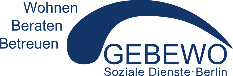 Wohnen
Beraten
Betreuen
GEBEWO
Soziale Dienste·Berlin